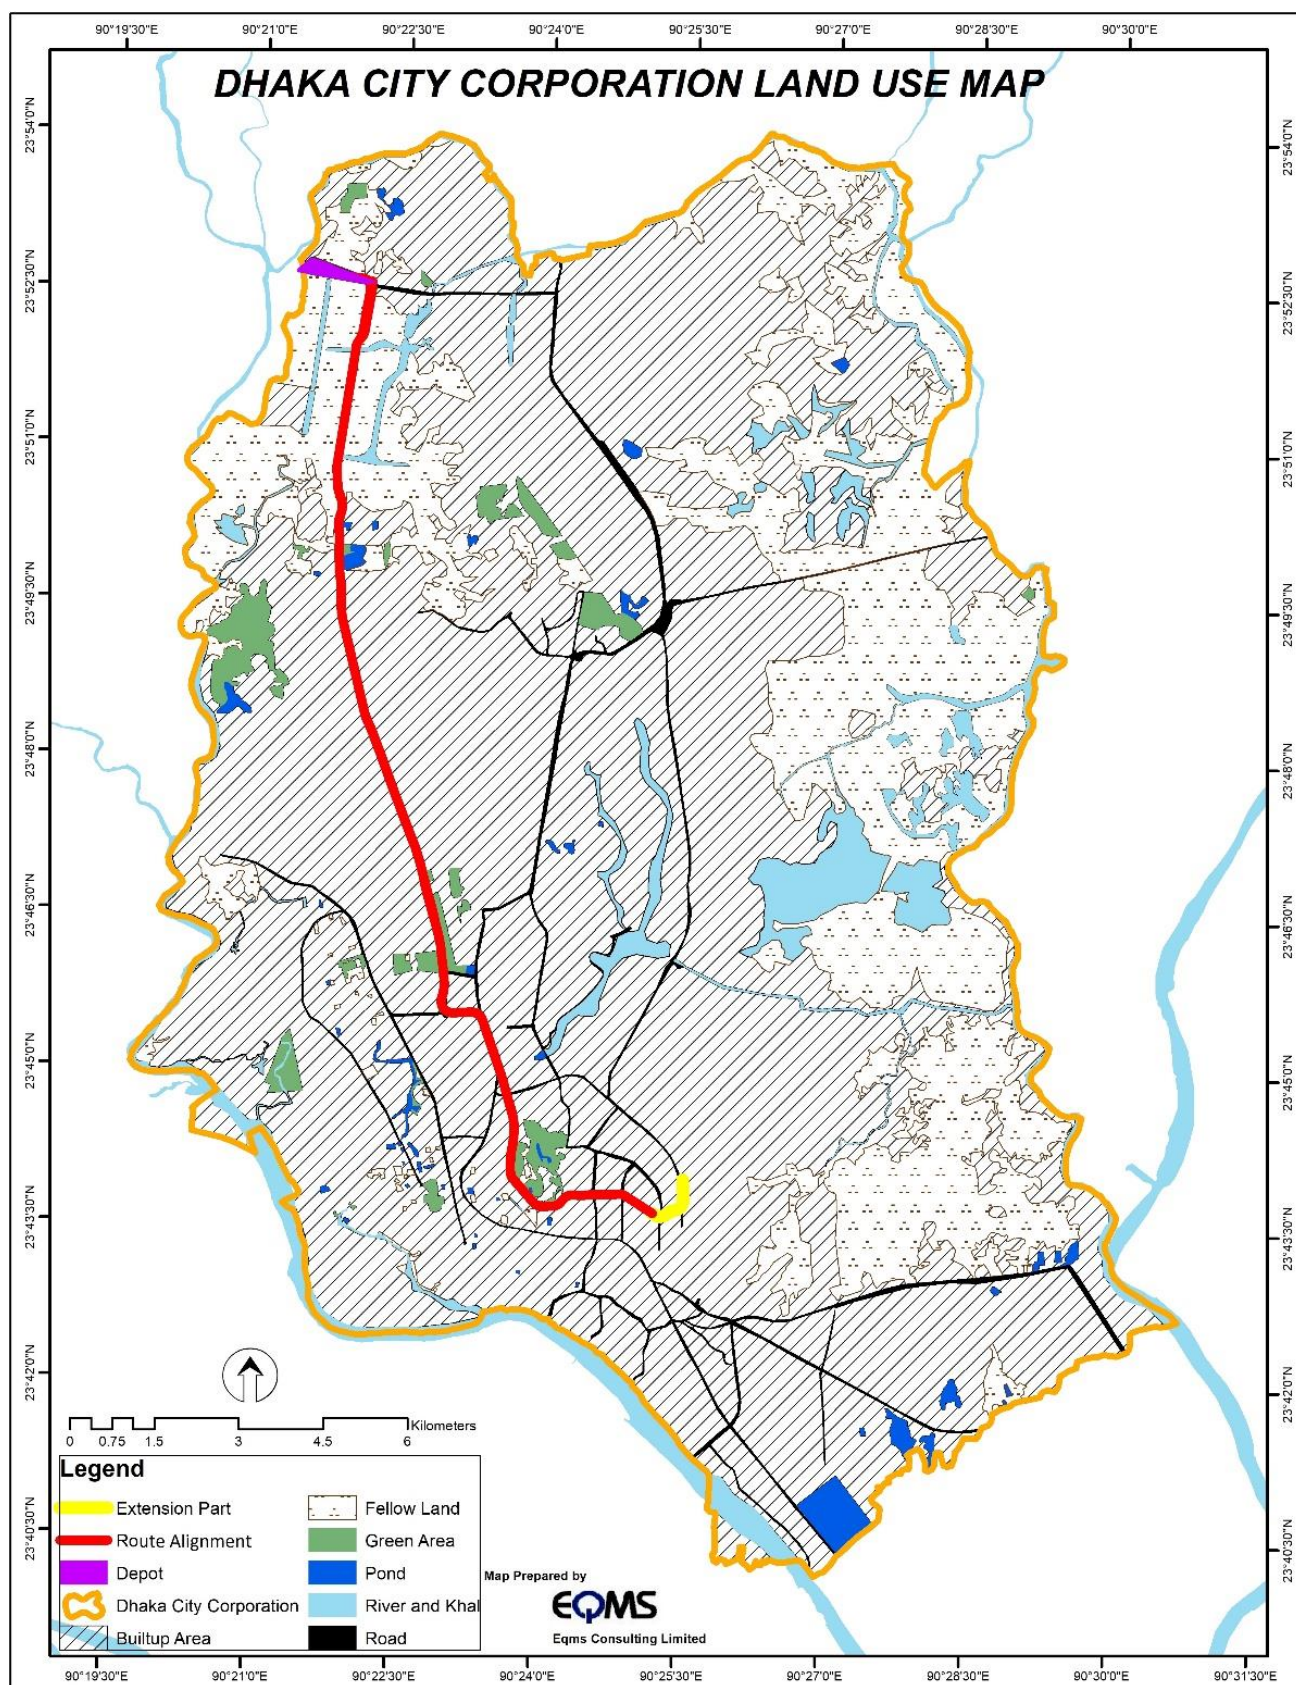 90°19'30"E 90°21'0"E 90°22'30"E 90°24'0"E 90°25'30"E 90°27'0"E 90°28'30"E 90°30'0"E
DHAKA CITY CORPORATION LAND USE MAP
23°54'0"N 23°54'0"N
23°52'30"N 23°52'30"N
23°51'0"N 23°51'0"N
23°49'30"N 23°49'30"N
23°48'0"N 23°48'0"N
23°46'30"N 23°46'30"N
23°45'0"N 23°45'0"N
23°43'30"N 23°43'30"N
23°42'0"N 23°42'0"N
23°40'30"N 23°40'30"N
Kilometers
0 0.75 1.5 3 4.5 6
Legend
Extension Part
Route Alignment
Depot
Dhaka City Corporation
Builtup Area
Fellow Land
Green Area
Pond
River and Khal
Road
Map Prepared by
EQMS
Eqms Consulting Limited
90°19'30"E 90°21'0"E 90°22'30"E 90°24'0"E 90°25'30"E 90°27'0"E 90°28'30"E 90°30'0"E 90°31'30"E